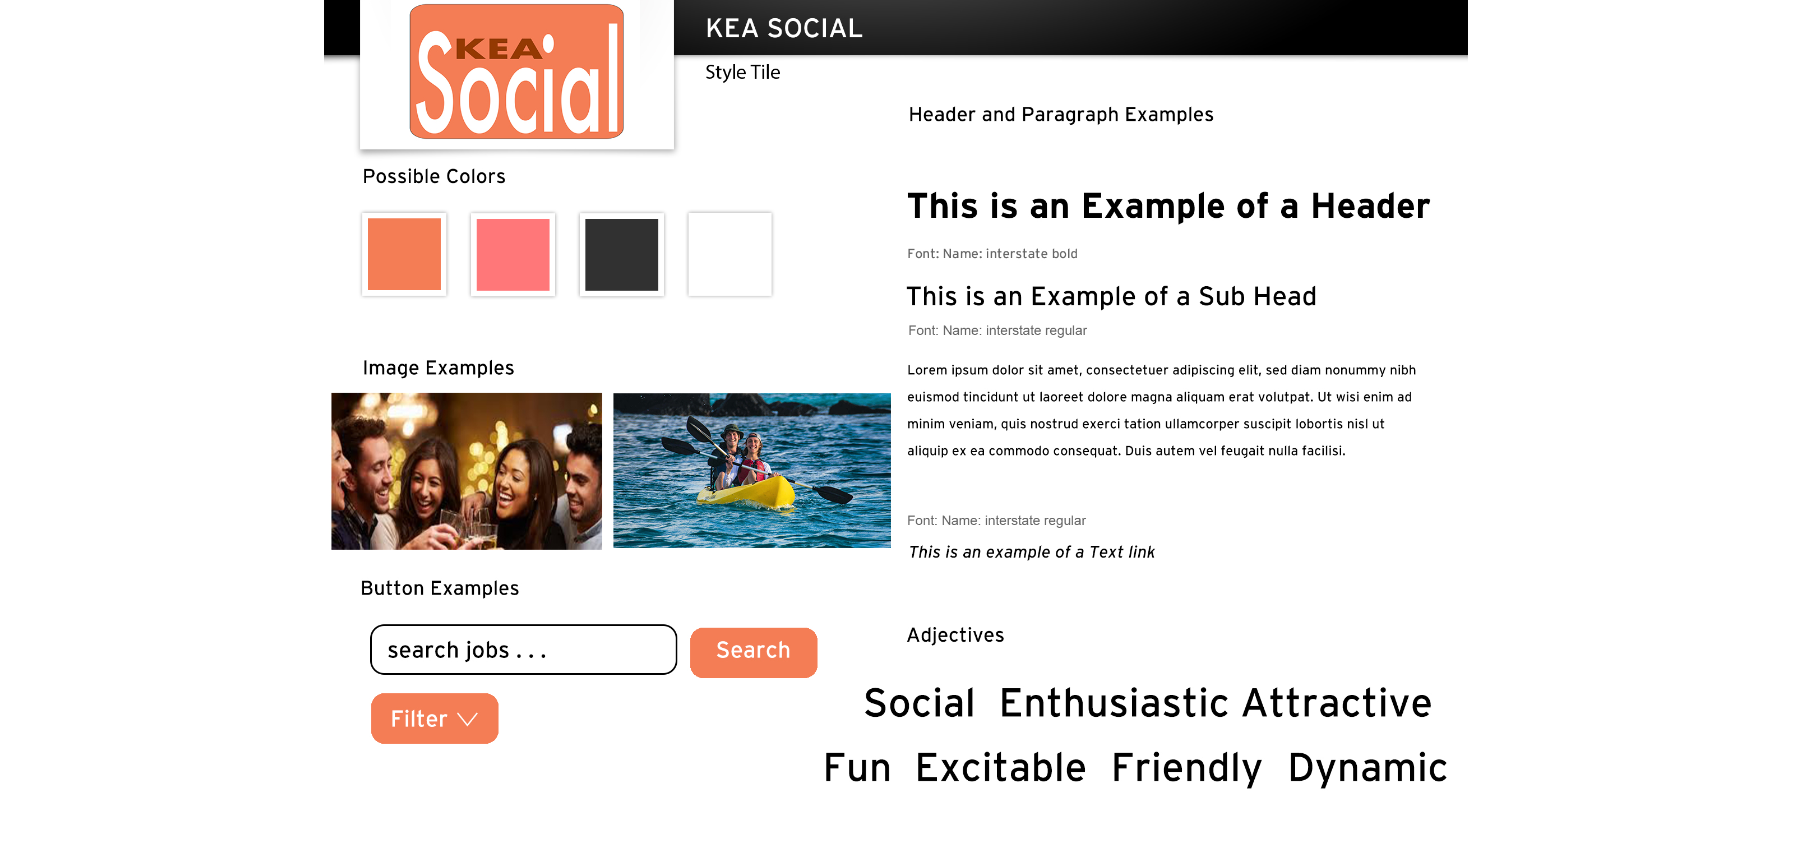 KEA
Social
KEA SOCIAL
Style Tile
Possible Colors
Image Examples
Button Examples
search jobs . . .
Search
Filter
Header and Paragraph Examples
This is an Example of a Header
Font: Name: interstate bold
This is an Example of a Sub Head
Font: Name: interstate regular
Lorem ipsum dolor sit amet, consectetuer adipiscing elit, sed diam nonummy nibh
euismod tincidunt ut laoreet dolore magna aliquam erat volutpat. Ut wisi enim ad
minim veniam, quis nostrud exerci tation ullamcorper suscipit lobortis nisl ut
aliquip ex ea commodo consequat. Duis autem vel feugait nulla facilisi.
Font: Name: interstate regular
This is an example of a Text link
Adjectives
Social Enthusiastic Attractive
Fun Excitable Friendly Dynamic